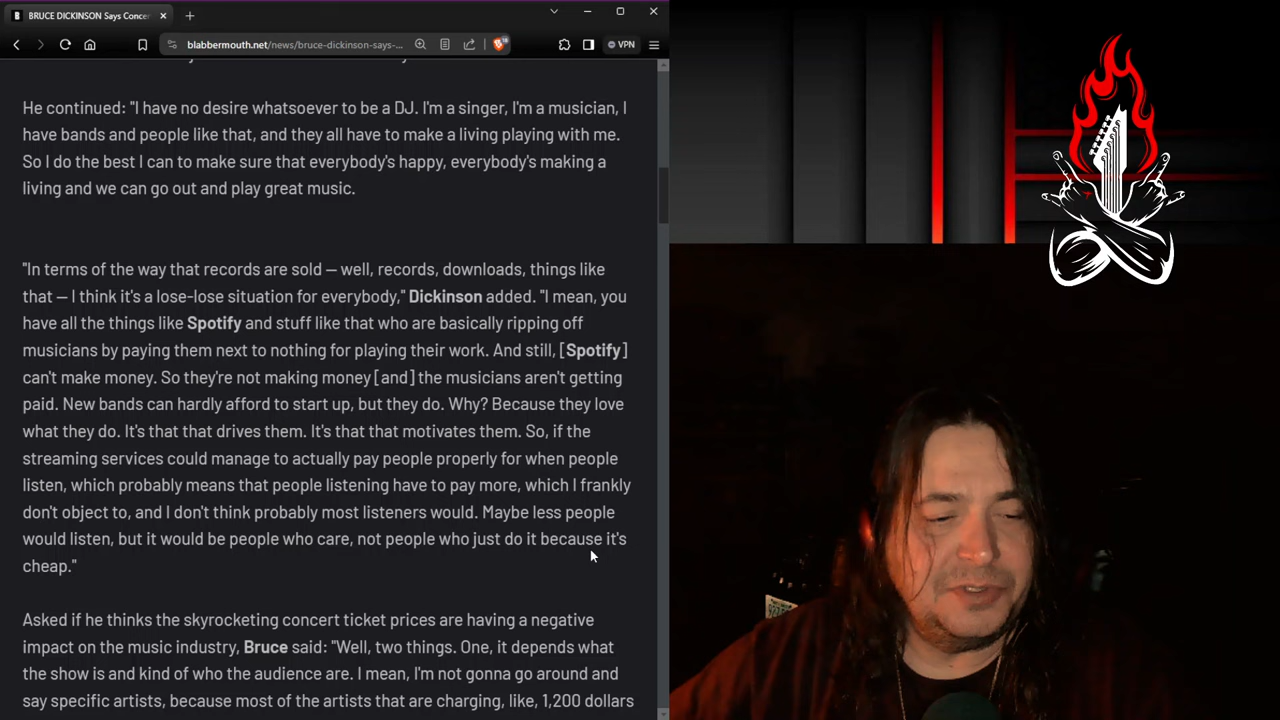 BRUCE DICKINSON Says Concer
blabbermouth.net/news/bruce-dickinson-says-...
18
VPN
He continued: "I have no desire whatsoever to be a DJ. I'm a singer, I'm a musician, I
have bands and people like that, and they all have to make a living playing with me.
So I do the best I can to make sure that everybody's happy, everybody's making a
living and we can go out and play great music.
"In terms of the way that records are sold — well, records, downloads, things like
that — I think it's a lose-lose situation for everybody," Dickinson added. "I mean, you
have all the things like Spotify and stuff like that who are basically ripping off
musicians by paying them next to nothing for playing their work. And still, [Spotify]
can't make money. So they're not making money [and] the musicians aren't getting
paid. New bands can hardly afford to start up, but they do. Why? Because they love
what they do. It's that that drives them. It's that that motivates them. So, if the
streaming services could manage to actually pay people properly for when people
listen, which probably means that people listening have to pay more, which I frankly
don't object to, and I don't think probably most listeners would. Maybe less people
would listen, but it would be people who care, not people who just do it because it's
cheap."
Asked if he thinks the skyrocketing concert ticket prices are having a negative
impact on the music industry, Bruce said: "Well, two things. One, it depends what
the show is and kind of who the audience are. I mean, I'm not gonna go around and
say specific artists, because most of the artists that are charging, like, 1,200 dollars